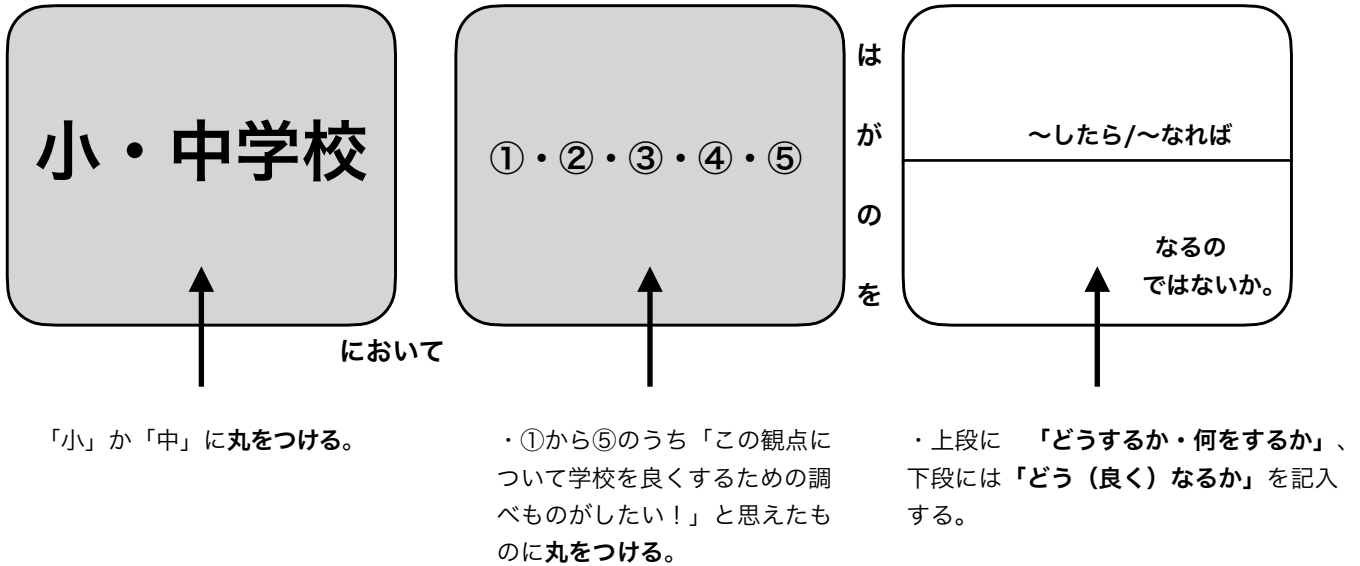 小・中学校
において
①・②・③・④・⑤
は
が
の
を
〜したら/〜なれば
なるの
ではないか。
「小」か「中」に丸をつける。
・①から⑤のうち「この観点に
ついて学校を良くするための調
べものがしたい！」と思えたも
のに丸をつける。
・上段に　「どうするか・何をするか」、
下段には「どう（良く）なるか」を記入
する。